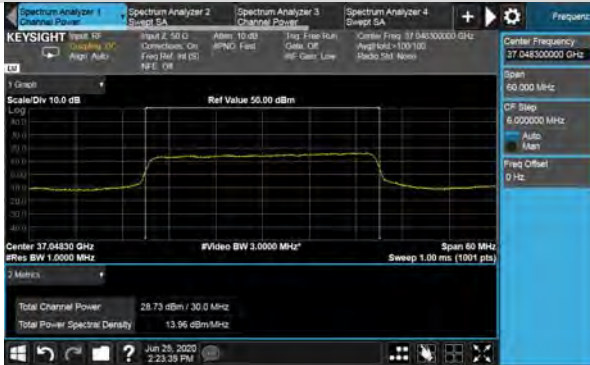 Spectrum Analyzer 1
Channel Power
Spectrum Analyzer 2
Swept SA
Spectrum Analyzer 3
Channel Power
Spectrum Analyzer 4
Swept SA
Frequenc
KEYSIGHT
Input: RF
Coupling: DC
Align: Auto
Input Z: 50 Ω
Corrections: On
Freq Ref: Int (S)
NFE: Off
Atten: 10 dB
#PNO: Fast
Trig: Free Run
Gate: Off
#IF Gain: Low
Center Freq: 37.048300000 GHz
Avg|Hold:>100/100
Radio Std: None
Center Frequency
37.048300000 GHz
Span
60.000 MHz
CF Step
6.000000 MHz
Auto
Man
Freq Offset
0 Hz
1 Graph
Scale/Div 10.0 dB
Ref Value 50.00 dBm
Log
Center 37.04830 GHz
#Res BW 1.0000 MHz
#Video BW 3.0000 MHz*
Span 60 MHz
Sweep 1.00 ms (1001 pts)
2 Metrics
Total Channel Power
28.73 dBm / 30.0 MHz
Total Power Spectral Density
13.96 dBm/MHz
?
Jun 25, 2020
2:23:35 PM